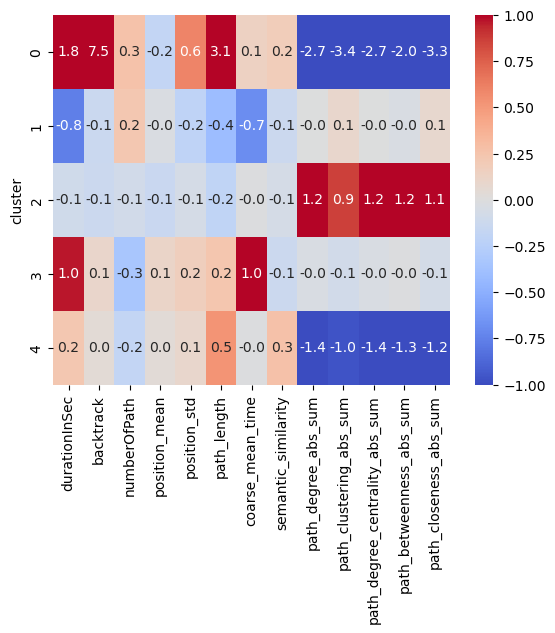 0 1.8 7.5 0.3 -0.2 0.6 3.1 0.1 0.2 -2.7 -3.4 -2.7 -2.0 -3.3
1 -0.8 -0.1 0.2 -0.0 -0.2 -0.4 -0.7 -0.1 -0.0 0.1 -0.0 -0.0 0.1
2 -0.1 -0.1 -0.1 -0.1 -0.1 -0.2 -0.0 -0.1 1.2 0.9 1.2 1.2 1.1
3 1.0 0.1 -0.3 0.1 0.2 0.2 1.0 -0.1 -0.0 -0.1 -0.0 -0.0 -0.1
4 0.2 0.0 -0.2 0.0 0.1 0.5 -0.0 0.3 -1.4 -1.0 -1.4 -1.3 -1.2
cluster
durationInSec
backtrack
numberOfPath
position_mean
position_std
path_length
coarse_mean_time
semantic_similarity
path_degree_abs_sum
path_clustering_abs_sum
path_degree_centrality_abs_sum
path_betweenness_abs_sum
path_closeness_abs_sum
1.00
0.75
0.50
0.25
0.00
−0.25
−0.50
−0.75
−1.00